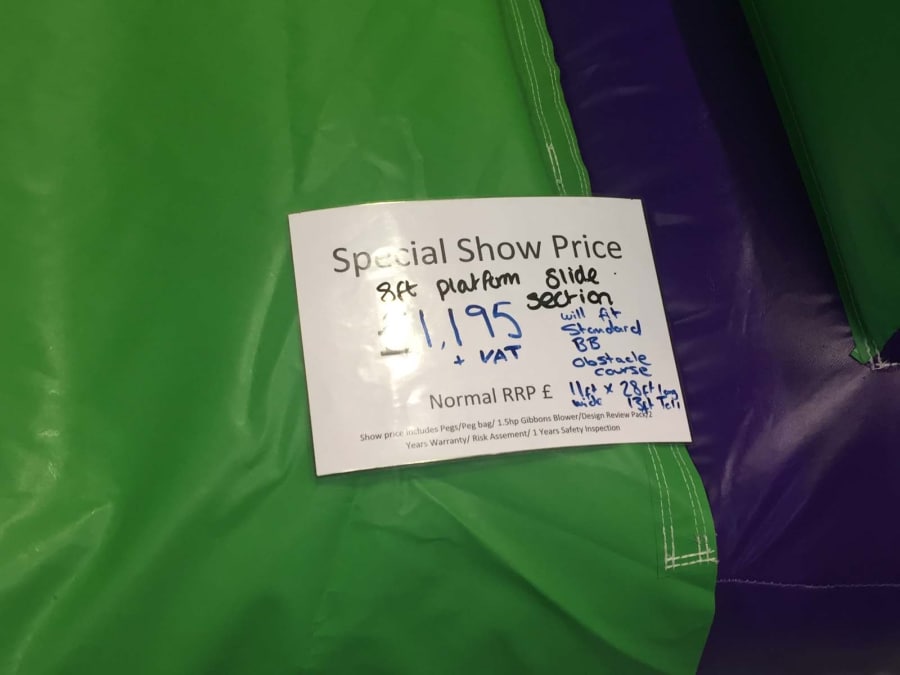 Special Show Price
8ft platform slide
section
£1,195
+ VAT
will fit
Standard
BB
Obstacle
course
Normal RRP £
11ft x 28ft long
wide 13ft Tall
Show price includes Pegs/Peg bag/ 1.5hp Gibbons Blower/Design Review Pack/2
Years Warranty/ Risk Assement/ 1 Years Safety Inspection